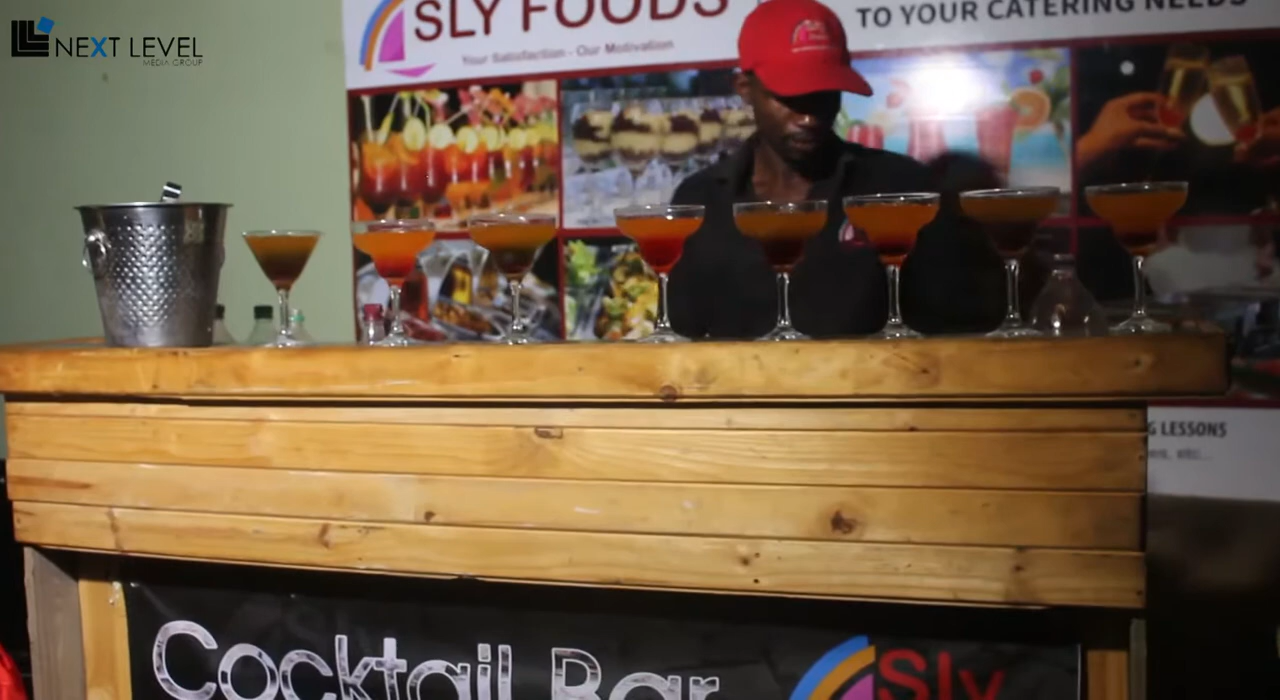 NEXT LEVEL
MEDIA GROUP
SLY FOODS
TO YOUR CATERING NEEDS
Your Satisfaction - Our Motivation
LESSONS
Cocktail Bar
Sly